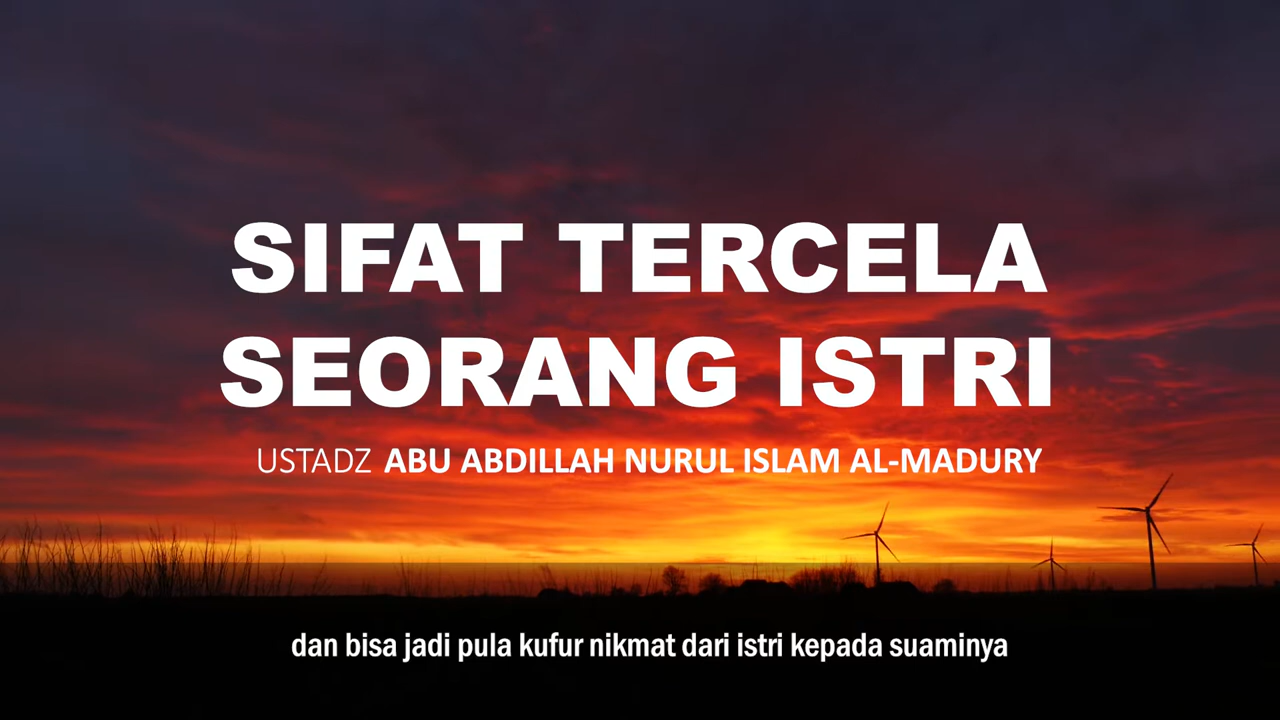 SIFAT TERCELA
SEORANG ISTRI
USTADZ ABU ABDILLAH NURUL ISLAM AL-MADURY
dan bisa jadi pula kufur nikmat dari istri kepada suaminya